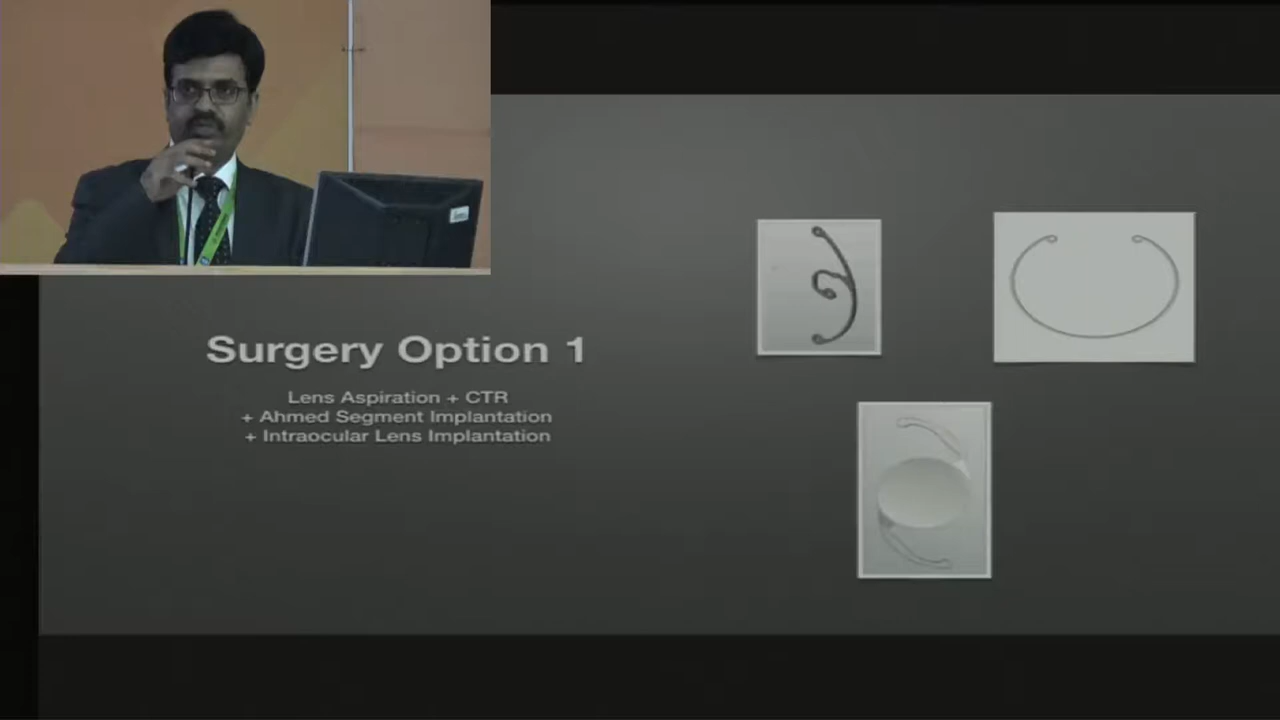 Surgery Option 1
Lens Aspiration + CTR
+ Ahmed Segment Implantation
+ Intraocular Lens Implantation